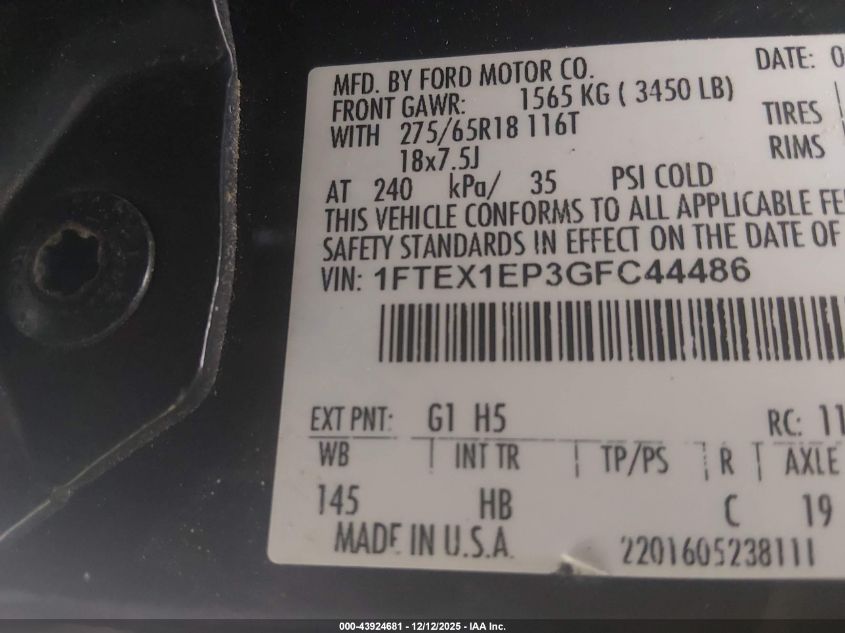 MFD. BY FORD MOTOR CO.
DATE: 0
FRONT GAWR: 1565 KG ( 3450 LB)
WITH 275/65R18 116T
TIRES
18x7.5J
RIMS
AT 240 kPa/ 35 PSI COLD
THIS VEHICLE CONFORMS TO ALL APPLICABLE FE
SAFETY STANDARDS IN EFFECT ON THE DATE OF
VIN: 1FTEX1EP3GFC44486
EXT PNT: G1 H5
RC: 11
WB | INT TR | TP/PS | R | AXLE
145 HB C 19
MADE IN U.S.A.
2201605238111
000-43924681 - 12/12/2025 - IAA Inc.